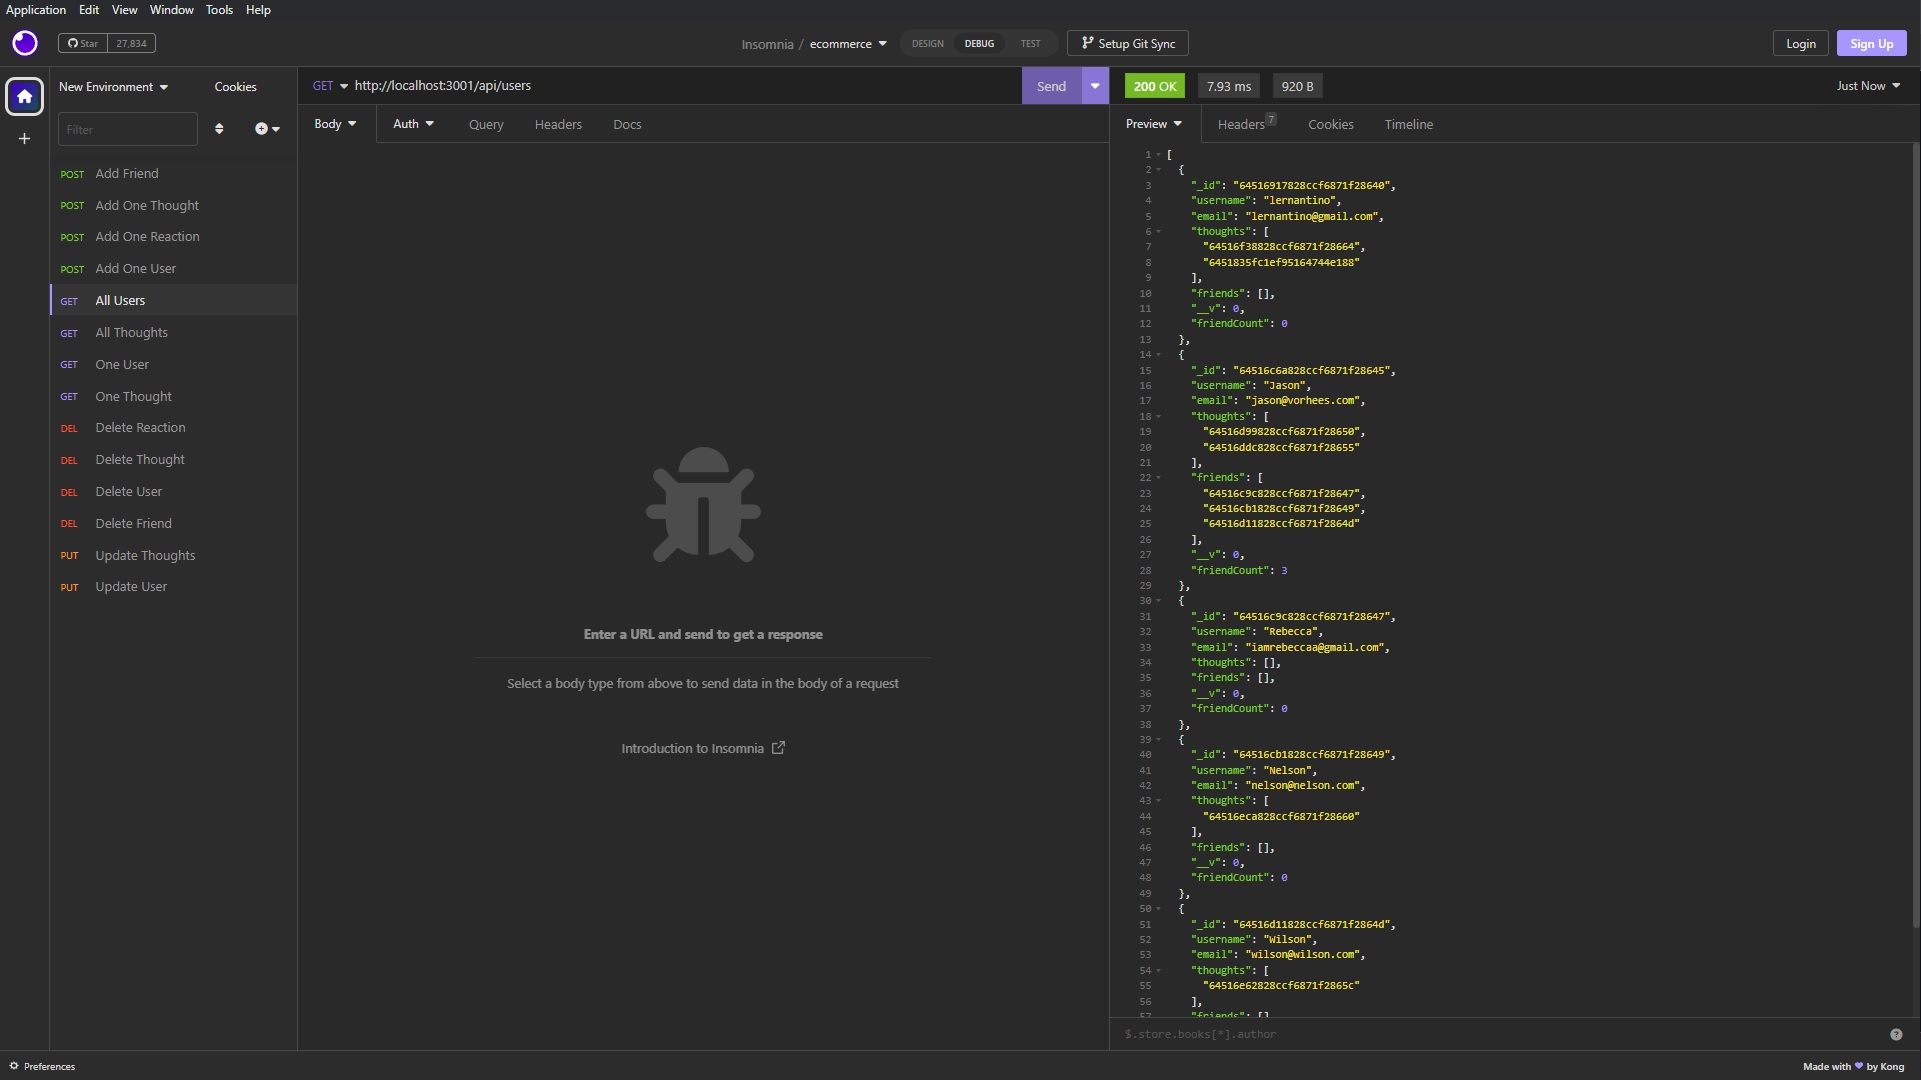 Application Edit View Window Tools Help
Star 27,834
Insomnia / ecommerce
DESIGN DEBUG TEST
Setup Git Sync
Login
Sign Up
New Environment
Cookies
GET http://localhost:3001/api/users
Send
200 OK
7.93 ms
920 B
Just Now
Filter
Body Auth Query Headers Docs
Preview Headers 7 Cookies Timeline
POST Add Friend
POST Add One Thought
POST Add One Reaction
POST Add One User
GET All Users
GET All Thoughts
GET One User
GET One Thought
DEL Delete Reaction
DEL Delete Thought
DEL Delete User
DEL Delete Friend
PUT Update Thoughts
PUT Update User
Enter a URL and send to get a response
Select a body type from above to send data in the body of a request
Introduction to Insomnia
1 [
2 {
3 "_id": "64516917828ccf6871f28640",
4 "username": "lernantino",
5 "email": "lernantino@gmail.com",
6 "thoughts": [
7 "64516f38828ccf6871f28664",
8 "6451835fc1ef95164744e188"
9 ],
10 "friends": [],
11 "__v": 0,
12 "friendCount": 0
13 },
14 {
15 "_id": "64516c6a828ccf6871f28645",
16 "username": "Jason",
17 "email": "jason@vorhees.com",
18 "thoughts": [
19 "64516d99828ccf6871f28650",
20 "64516ddc828ccf6871f28655"
21 ],
22 "friends": [
23 "64516c9c828ccf6871f28647",
24 "64516cb1828ccf6871f28649",
25 "64516d11828ccf6871f2864d"
26 ],
27 "__v": 0,
28 "friendCount": 3
29 },
30 {
31 "_id": "64516c9c828ccf6871f28647",
32 "username": "Rebecca",
33 "email": "iamrebeccaa@gmail.com",
34 "thoughts": [],
35 "friends": [],
36 "__v": 0,
37 "friendCount": 0
38 },
39 {
40 "_id": "64516cb1828ccf6871f28649",
41 "username": "Nelson",
42 "email": "nelson@nelson.com",
43 "thoughts": [
44 "64516eca828ccf6871f28660"
45 ],
46 "friends": [],
47 "__v": 0,
48 "friendCount": 0
49 },
50 {
51 "_id": "64516d11828ccf6871f2864d",
52 "username": "Wilson",
53 "email": "wilson@wilson.com",
54 "thoughts": [
55 "64516e62828ccf6871f2865c"
56 ],
57 "friends": []
$.store.books[*].author
Preferences
Made with ♥ by Kong